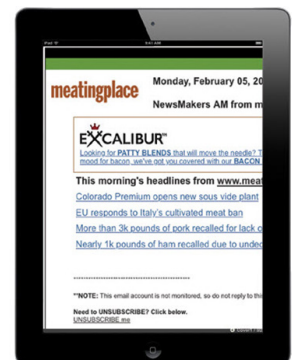 iPad
9:41 AM
meatingplace
Monday, February 05, 20
NewsMakers AM from m
EXCALIBUR
Looking for PATTY BLENDS that will move the needle? T
mood for bacon, we've got you covered with our BACON
This morning's headlines from www.meat
Colorado Premium opens new sous vide plant
EU responds to Italy's cultivated meat ban
More than 3k pounds of pork recalled for lack o
Nearly 1k pounds of ham recalled due to undec
**NOTE: This email account is not monitored, so do not reply to this
Need to UNSUBSCRIBE? Click below.
UNSUBSCRIBE me